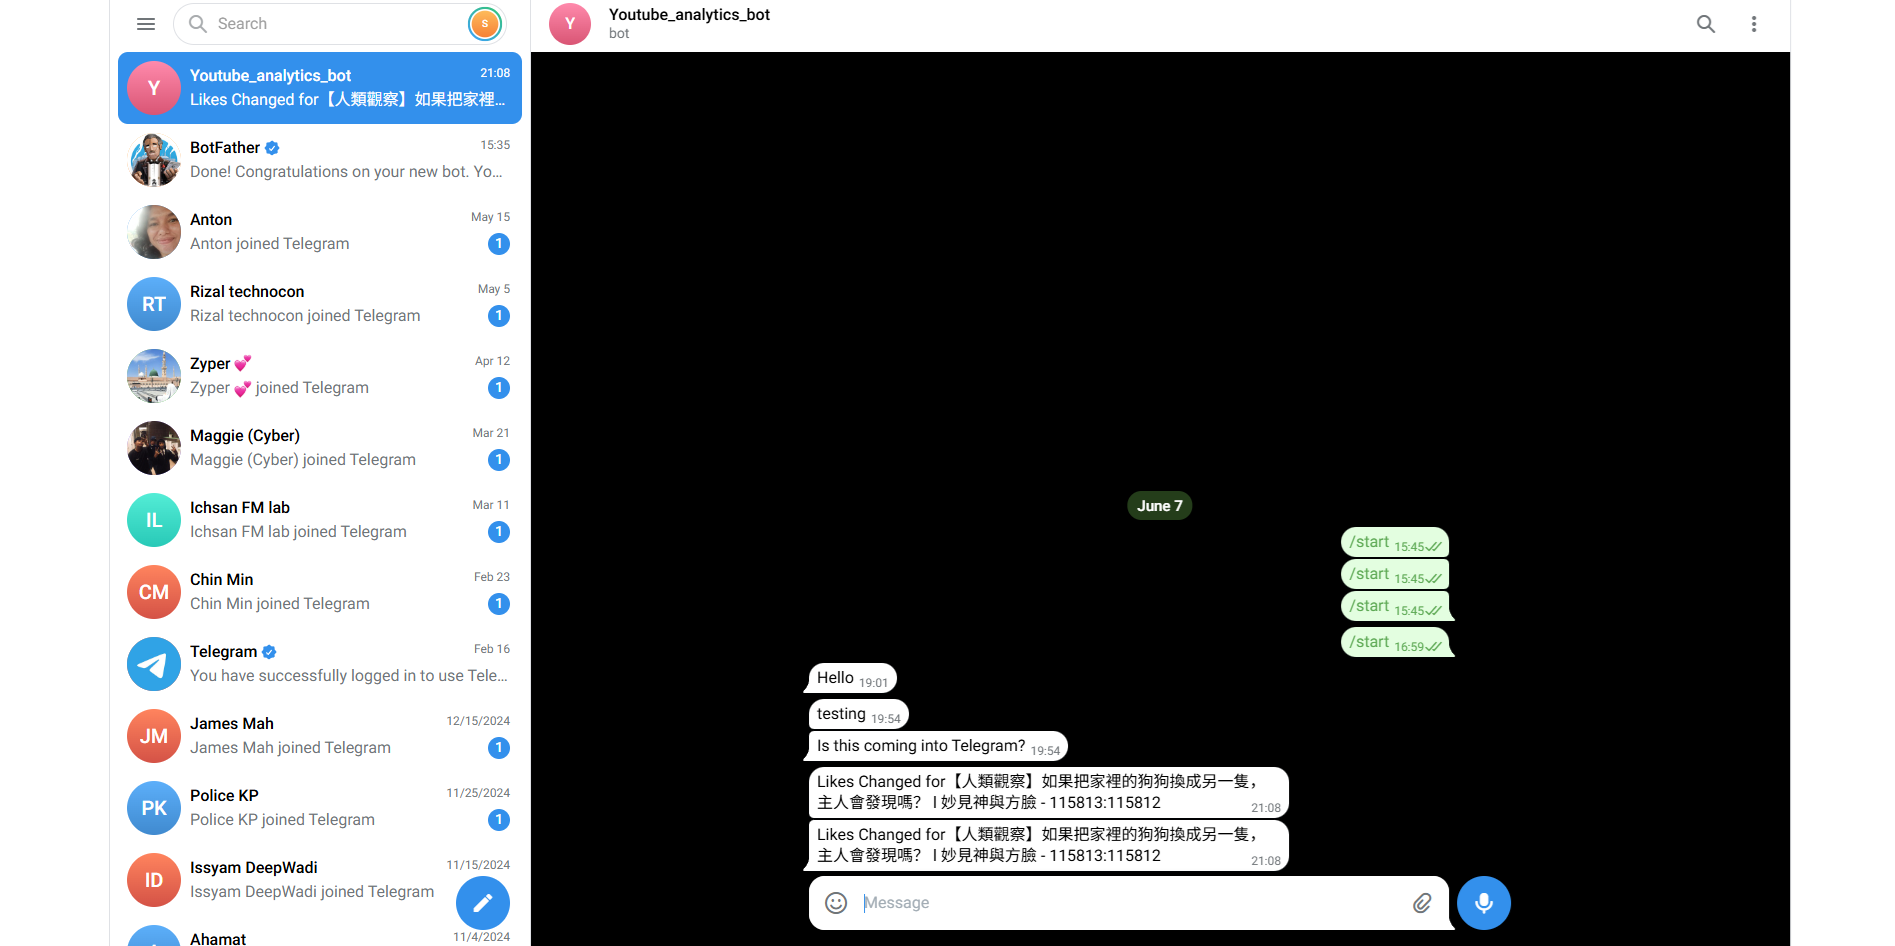 Search
S
Y
Youtube_analytics_bot
21:08
Likes Changed for【人類觀察】如果把家裡...
BotFather
15:35
Done! Congratulations on your new bot. Yo...
Anton
May 15
Anton joined Telegram
1
RT
Rizal technocon
May 5
Rizal technocon joined Telegram
1
Zyper 💕
Apr 12
Zyper 💕 joined Telegram
1
Maggie (Cyber)
Mar 21
Maggie (Cyber) joined Telegram
1
IL
Ichsan FM lab
Mar 11
Ichsan FM lab joined Telegram
1
CM
Chin Min
Feb 23
Chin Min joined Telegram
1
Telegram
Feb 16
You have successfully logged in to use Tele...
JM
James Mah
12/15/2024
James Mah joined Telegram
1
PK
Police KP
11/25/2024
Police KP joined Telegram
1
ID
Issyam DeepWadi
11/15/2024
Issyam DeepWadi joined Telegram
Ahamat
11/4/2024
Y
Youtube_analytics_bot
bot
June 7
/start 15:45
/start 15:45
/start 15:45
/start 16:59
Hello 19:01
testing 19:54
Is this coming into Telegram? 19:54
Likes Changed for【人類觀察】如果把家裡的狗狗換成另一隻，
主人會發現嗎？ l 妙見神與方臉 - 115813:115812 21:08
Likes Changed for【人類觀察】如果把家裡的狗狗換成另一隻，
主人會發現嗎？ l 妙見神與方臉 - 115813:115812 21:08
Message